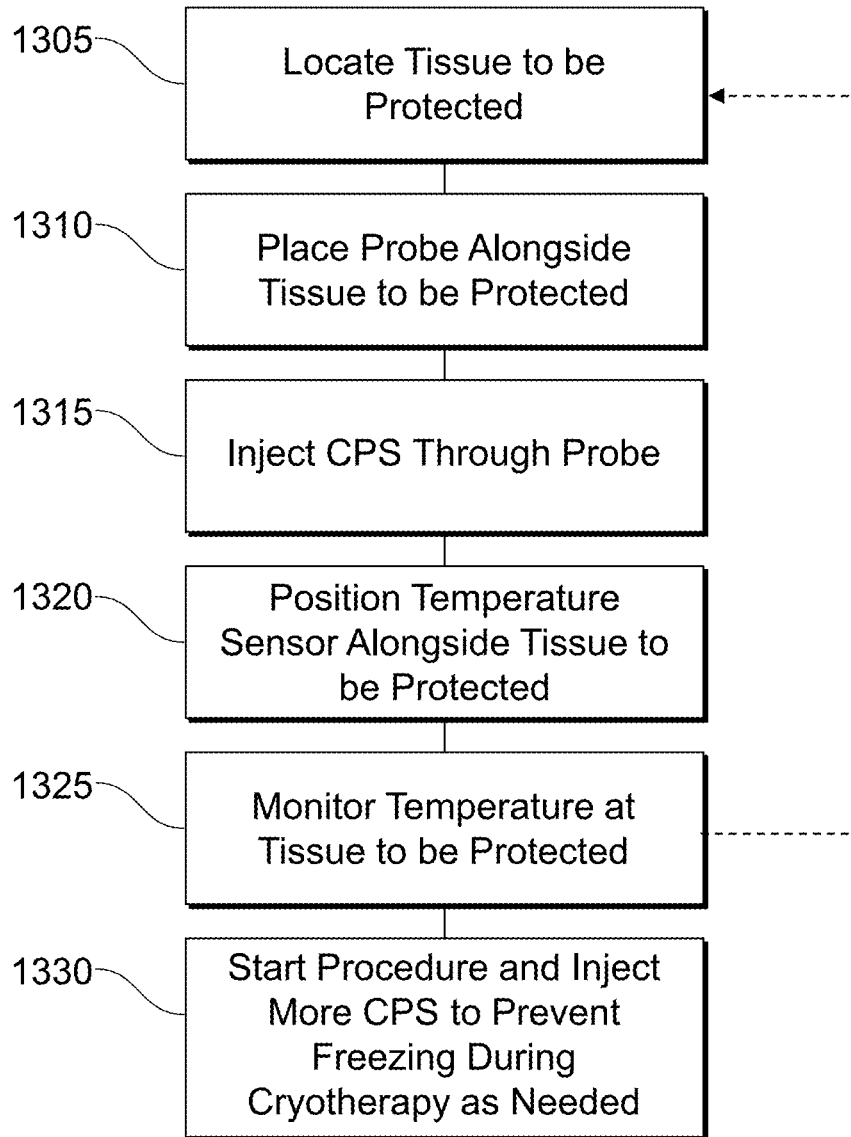 1305
Locate Tissue to be
Protected
1310
Place Probe Alongside
Tissue to be Protected
1315
Inject CPS Through Probe
1320
Position Temperature
Sensor Alongside Tissue to
be Protected
1325
Monitor Temperature at
Tissue to be Protected
1330
Start Procedure and Inject
More CPS to Prevent
Freezing During
Cryotherapy as Needed